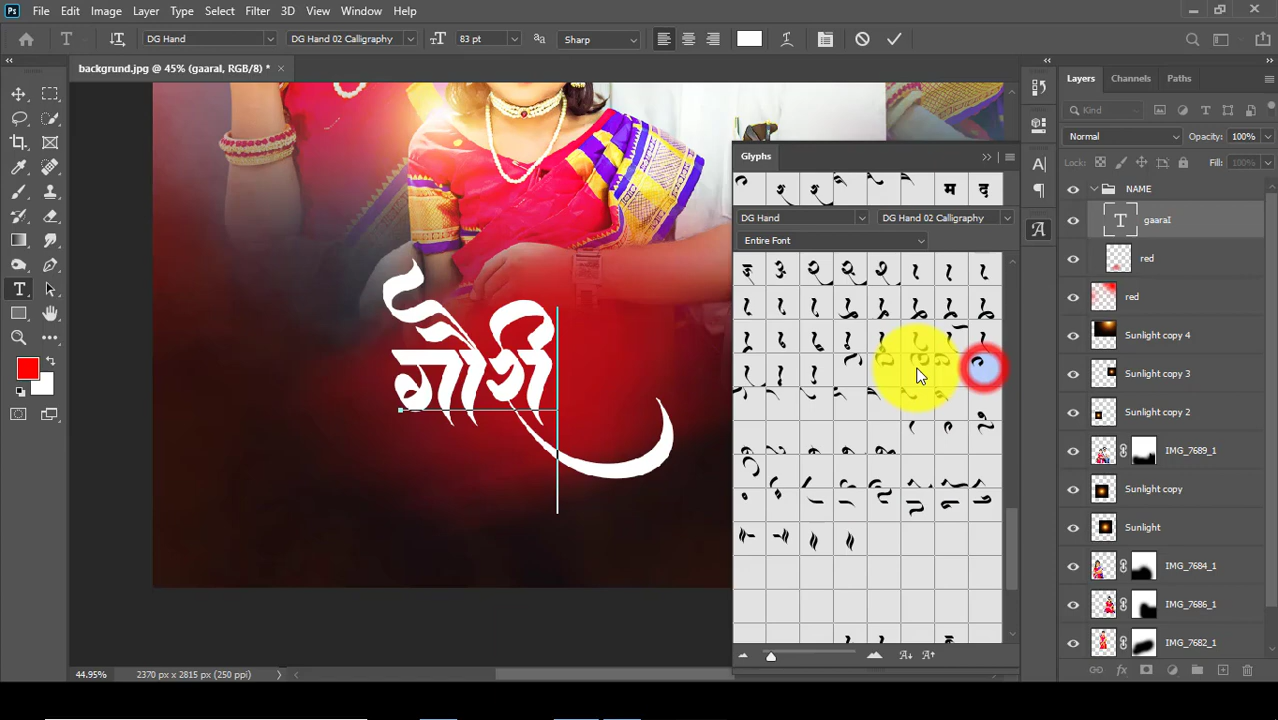 Ps File Edit Image Layer Type Select Filter 3D View Window Help
T DG Hand DG Hand 02 Calligraphy 83 pt aa Sharp
backgrund.jpg @ 45% (gaaral, RGB/8) *
Layers Channels Paths
Kind
Normal Opacity: 100%
Lock: Fill: 100%
NAME
gaaraI
red
red
Sunlight copy 4
Sunlight copy 3
Sunlight copy 2
IMG_7689_1
Sunlight copy
Sunlight
IMG_7684_1
IMG_7686_1
IMG_7682_1
Glyphs
म द
DG Hand DG Hand 02 Calligraphy
Entire Font
गौरी
44.95% 2370 px x 2815 px (250 ppi)